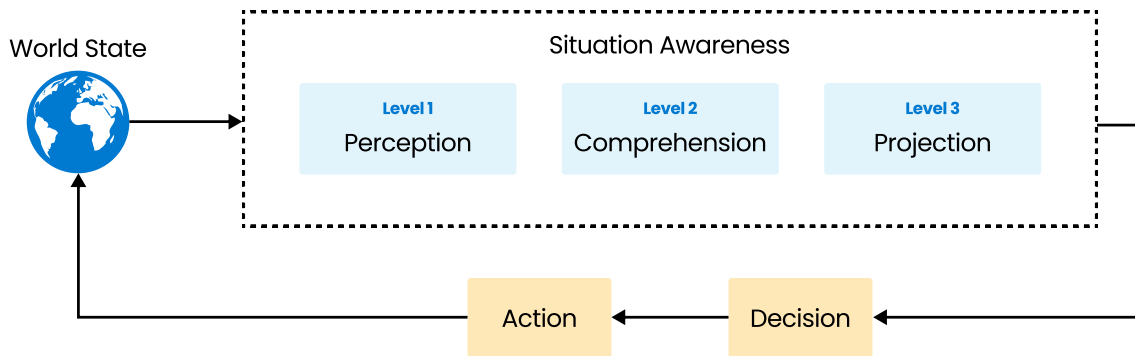 World State
Situation Awareness
Level 1
Perception
Level 2
Comprehension
Level 3
Projection
Action
Decision